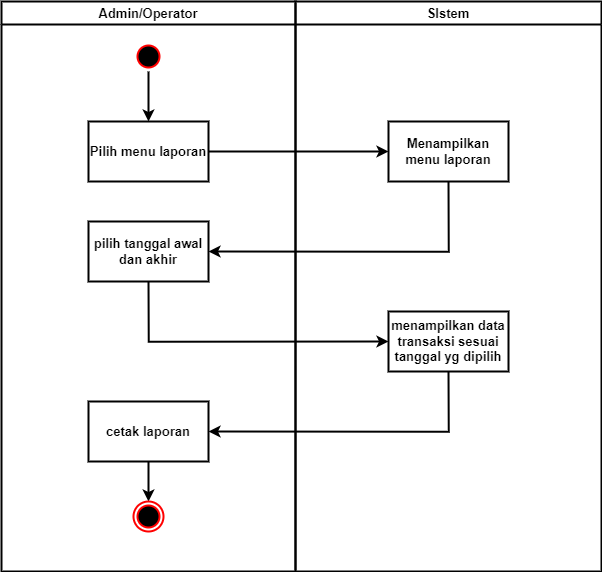 Admin/Operator
SIstem
Pilih menu laporan
Menampilkan
menu laporan
pilih tanggal awal
dan akhir
menampilkan data
transaksi sesuai
tanggal yg dipilih
cetak laporan